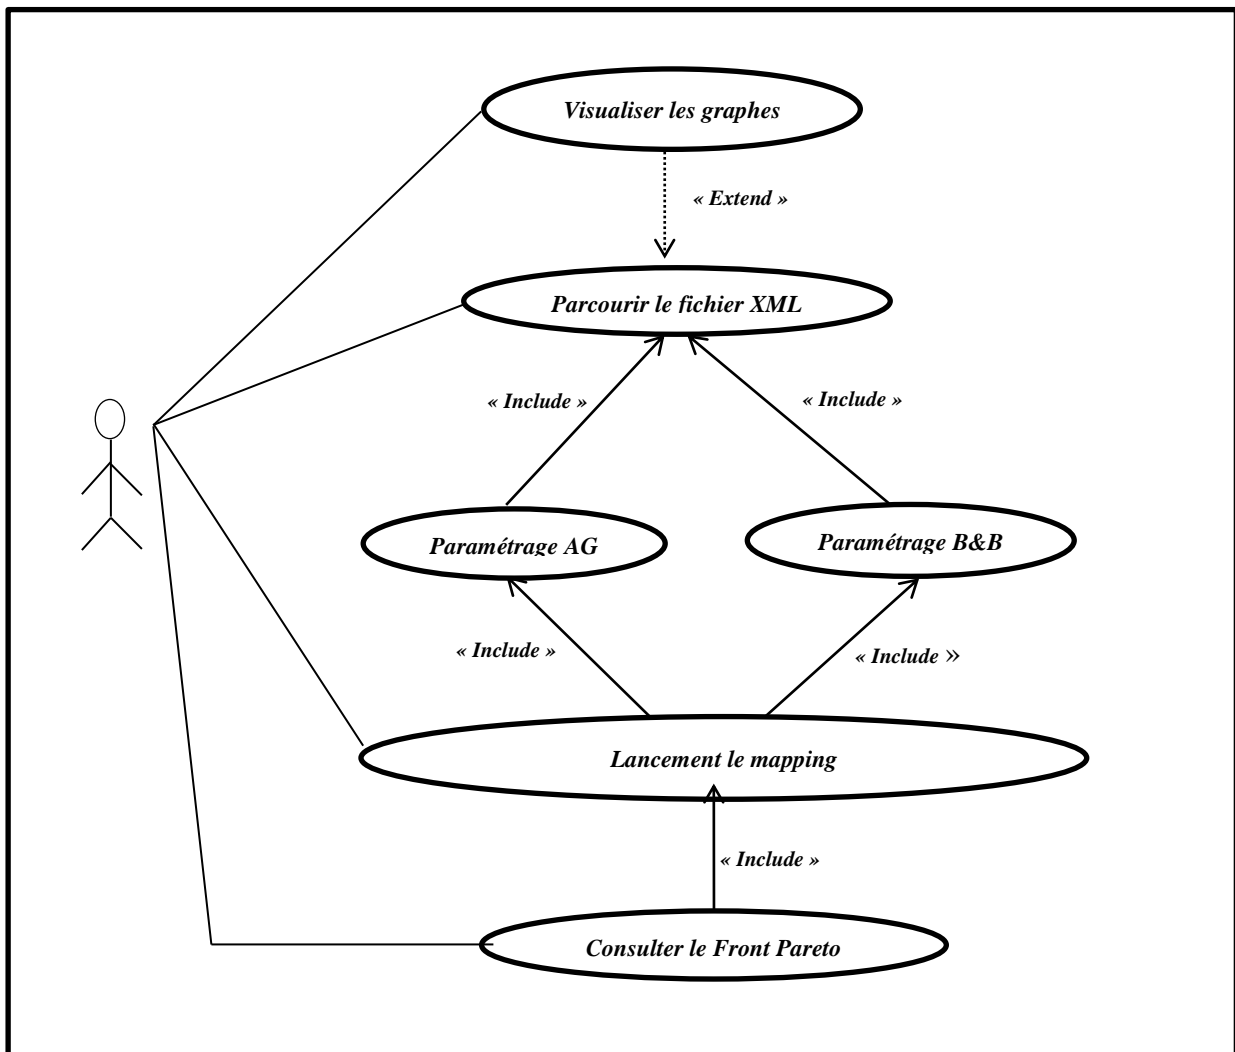 Visualiser les graphes
« Extend »
Parcourir le fichier XML
« Include »
« Include »
Paramétrage AG
Paramétrage B&B
« Include »
« Include »
Lancement le mapping
« Include »
Consulter le Front Pareto